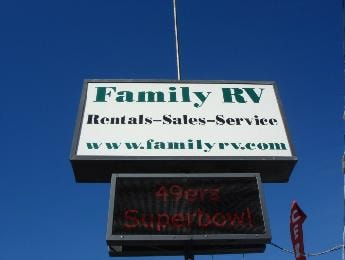 Family RV
Rentals-Sales-Service
www.familyrv.com
49ers
Superbowl